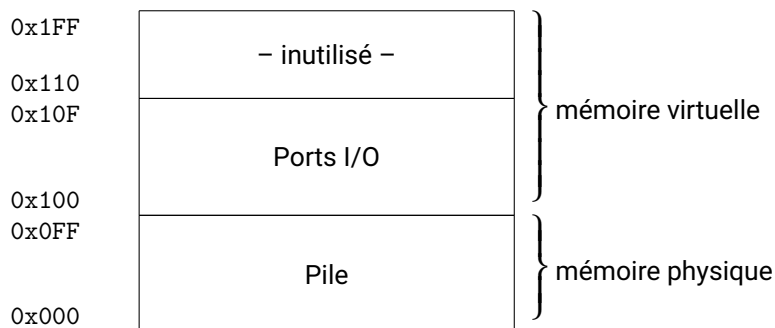 0x1FF
– inutilisé –
0x110
0x10F
mémoire virtuelle
Ports I/O
0x100
0x0FF
Pile
mémoire physique
0x000